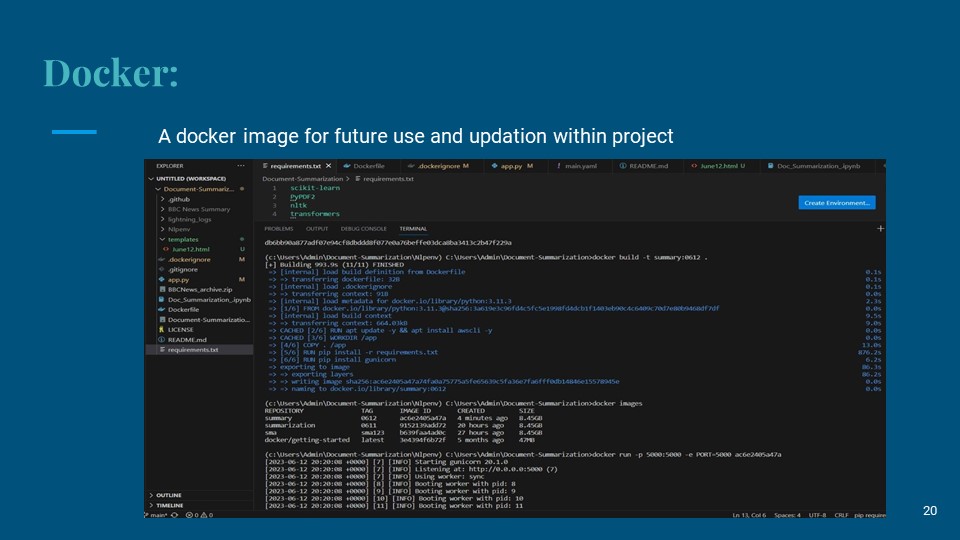 Docker:
A docker image for future use and updation within project
EXPLORER ...
requirements.txt X Dockerfile .dockerignore M app.py M ! main.yaml README.md June12.html U Doc_Summarization_.ipynb
UNTITLED (WORKSPACE)
Document-Summarization > requirements.txt
Document-Summariz...
1 scikit-learn
.github
2 PyPDF2
BBC News Summary
3 nltk
Create Environment...
lightning_logs
4 transformers
Nlpenv
templates
PROBLEMS OUTPUT DEBUG CONSOLE TERMINAL
June12.html U
.dockerignore M
(c:\Users\Admin\Document-Summarization\Nlpenv) C:\Users\Admin\Document-Summarization>docker build -t summary:0612 .
.gitignore
[+] Building 993.9s (11/11) FINISHED
app.py M
=> [internal] load build definition from Dockerfile 0.1s
=> => transferring dockerfile: 32B 0.0s
BBCNews_archive.zip
=> [internal] load .dockerignore 0.1s
=> => transferring context: 91B 0.0s
Doc_Summarization_.ipynb
=> [internal] load metadata for docker.io/library/python:3.11.3 2.3s
Dockerfile
=> [1/6] FROM docker.io/library/python:3.11.3@sha256: 0.0s
=> [internal] load build context 9.5s
Document-Summarizatio...
=> => transferring context: 664.03kB 9.0s
LICENSE
=> CACHED [2/6] RUN apt update -y && apt install awscli -y 0.0s
=> CACHED [3/6] WORKDIR /app 0.0s
README.md
=> [4/6] COPY . /app 13.0s
requirements.txt
=> [5/6] RUN pip install -r requirements.txt 876.2s
=> [6/6] RUN pip install gunicorn 6.2s
=> exporting to image 86.3s
=> => exporting layers 86.2s
=> => writing image 0.0s
=> => naming to docker.io/library/summary:0612 0.0s
(c:\Users\Admin\Document-Summarization\Nlpenv) C:\Users\Admin\Document-Summarization>docker images
REPOSITORY TAG IMAGE ID CREATED SIZE
summary 0612 ac6e2405a47a 4 minutes ago 8.45GB
summarization 0611 9152139add72 20 hours ago 8.45GB
sma sma123 b639faa4ad0c 27 hours ago 8.45GB
docker/getting-started latest 3e4394f6b72f 5 months ago 47MB
(c:\Users\Admin\Document-Summarization\Nlpenv) C:\Users\Admin\Document-Summarization>docker run -p 5000:5000 -e PORT=5000 ac6e2405a47a
[2023-06-12 20:20:08 +0000] [7] [INFO] Starting gunicorn 20.1.0
[2023-06-12 20:20:08 +0000] [7] [INFO] Listening at: http://0.0.0.0:5000 (7)
[2023-06-12 20:20:08 +0000] [7] [INFO] Using worker: sync
[2023-06-12 20:20:08 +0000] [8] [INFO] Booting worker with pid: 8
[2023-06-12 20:20:08 +0000] [9] [INFO] Booting worker with pid: 9
OUTLINE
[2023-06-12 20:20:08 +0000] [10] [INFO] Booting worker with pid: 10
TIMELINE
[2023-06-12 20:20:08 +0000] [11] [INFO] Booting worker with pid: 11
main* 0 0 Ln 13, Col 6 Spaces: 4 UTF-8 CRLF pip require
20